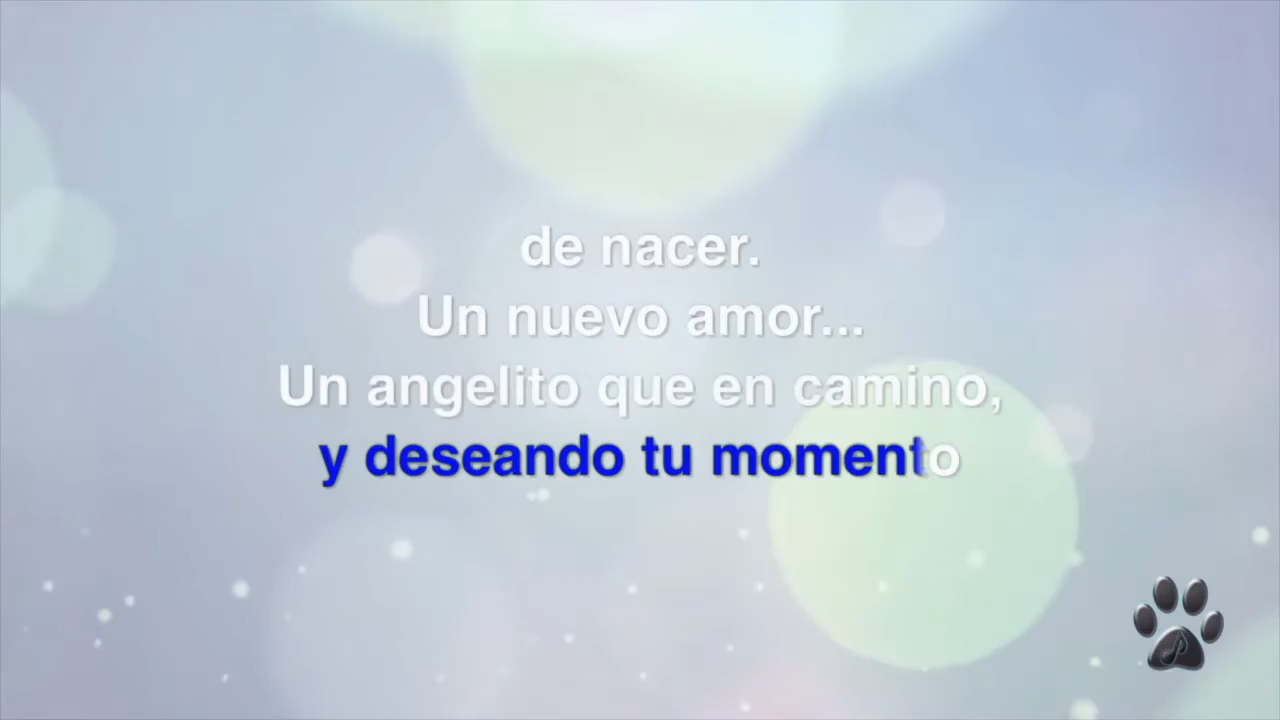 de nacer.
Un nuevo amor...
Un angelito que en camino,
y deseando tu momento